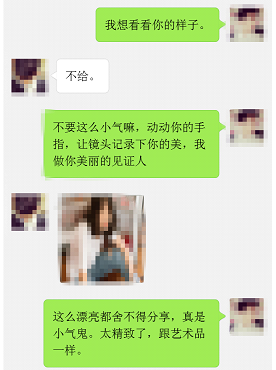 我想看看你的样子。
不给。
不要这么小气嘛，动动你的手
指，让镜头记录下你的美，我
做你美丽的见证人
这么漂亮都舍不得分享，真是
小气鬼。太精致了，跟艺术品
一样。